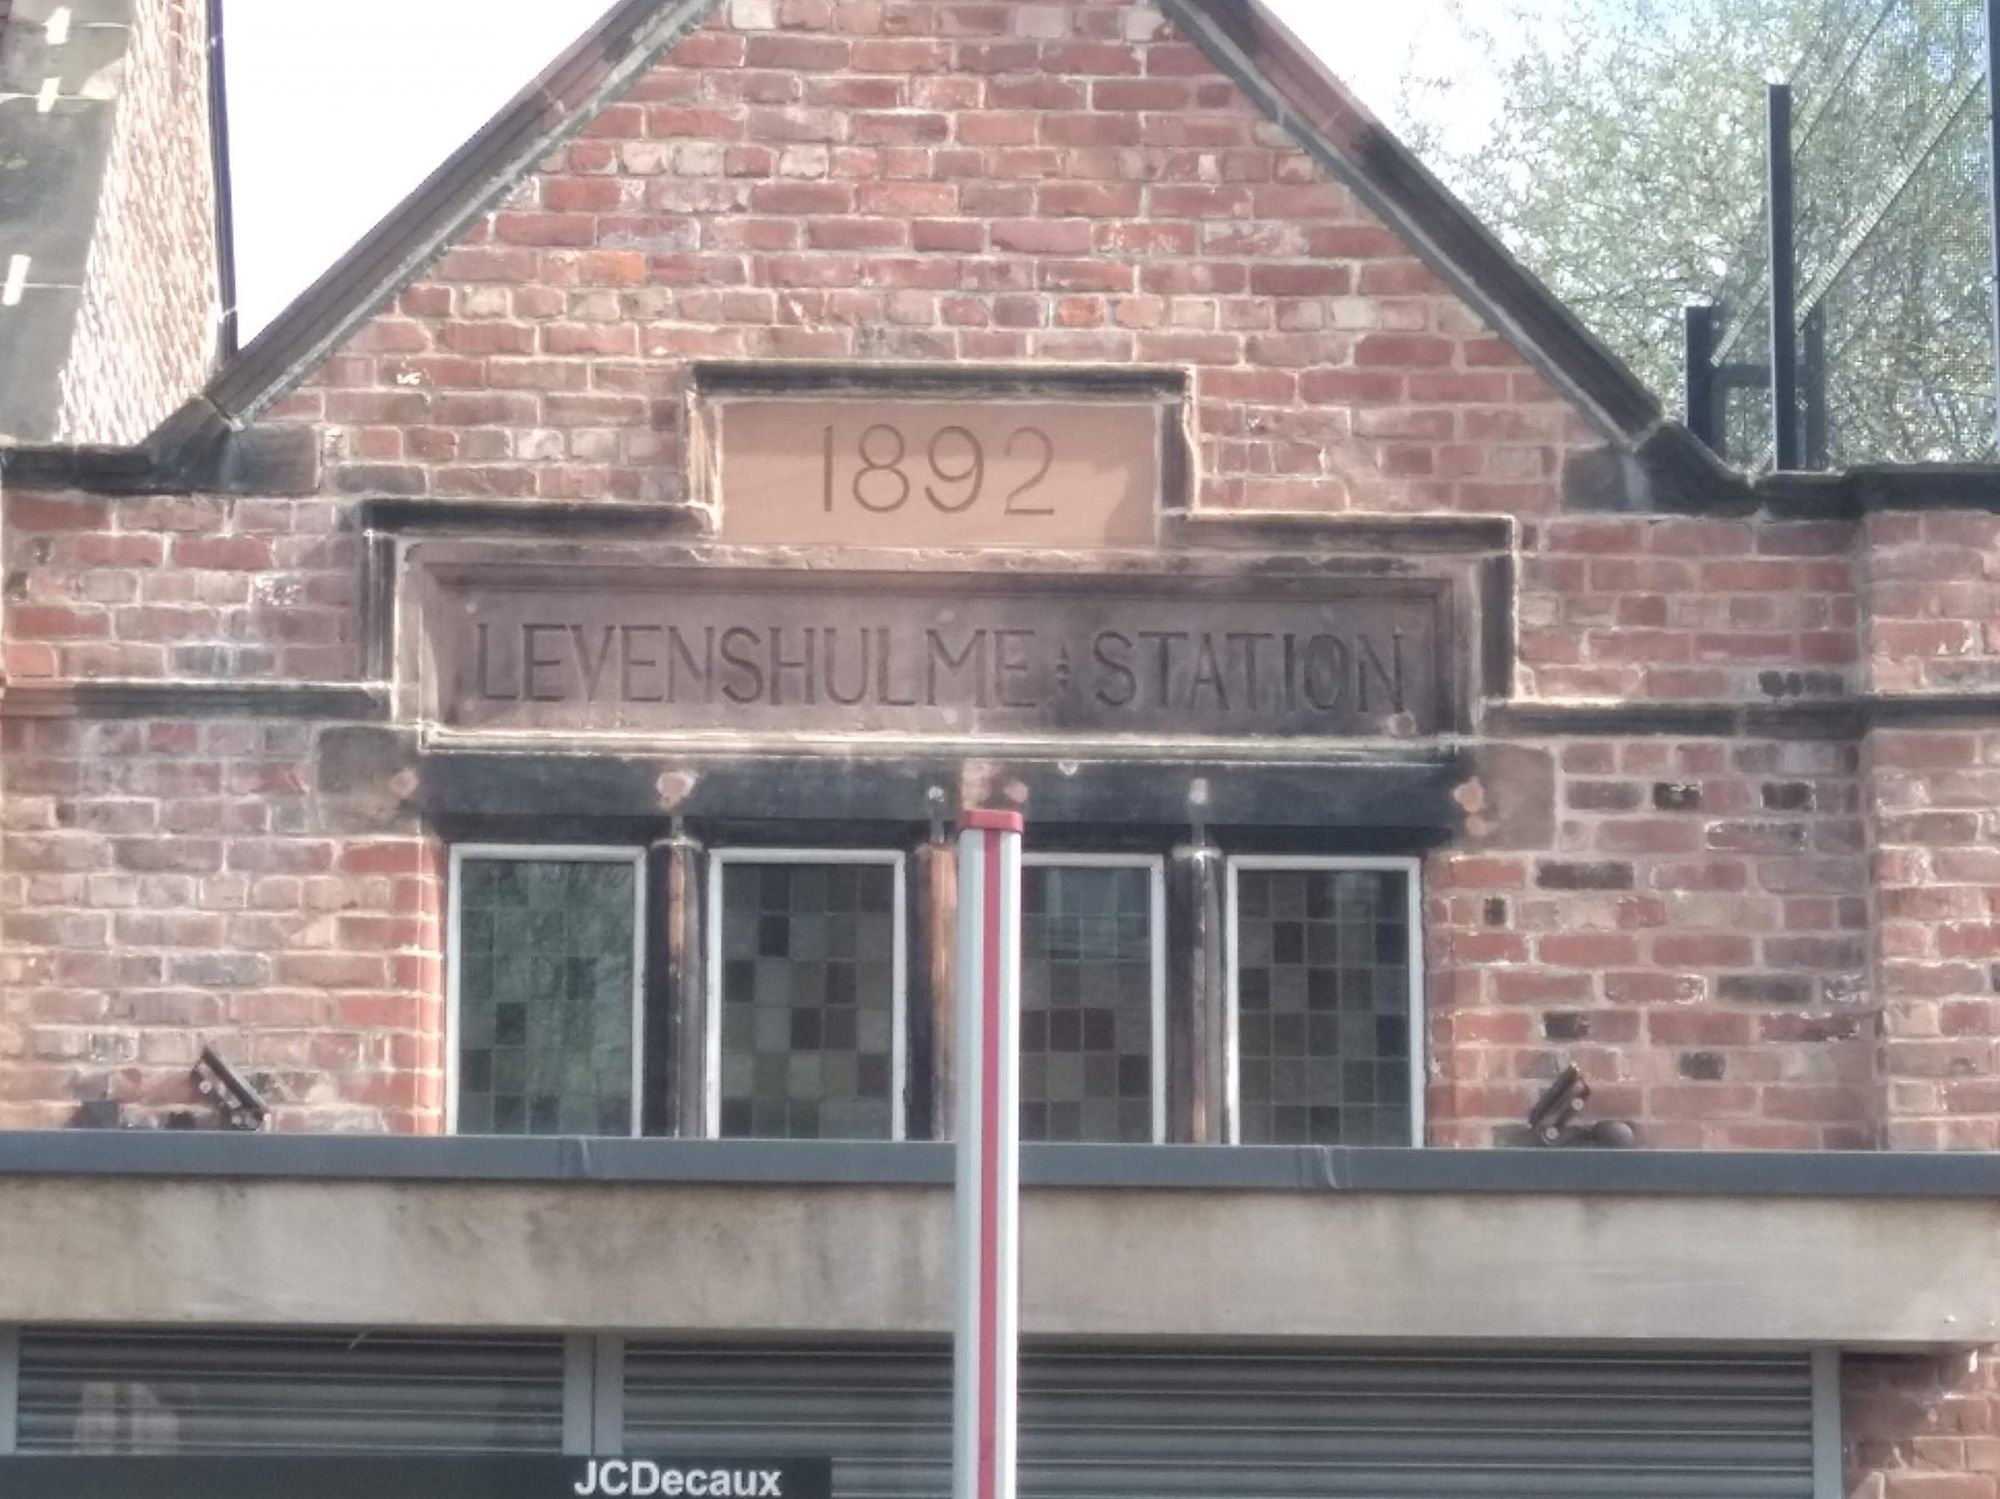 1892
LEVENSHULME : STATION
JCDecaux